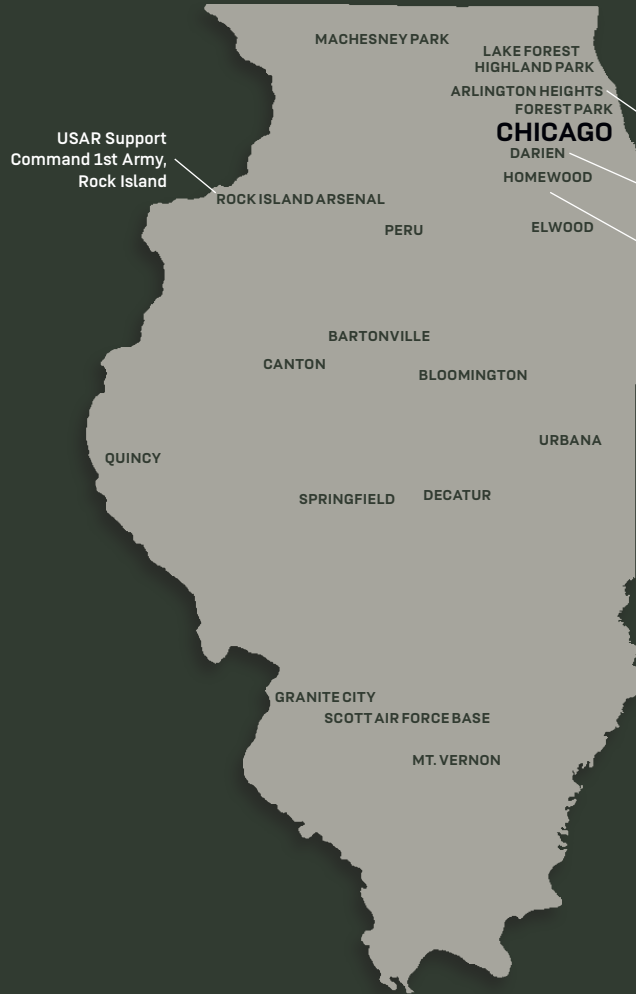 MACHESNEY PARK
LAKE FOREST
HIGHLAND PARK
ARLINGTON HEIGHTS
FOREST PARK
CHICAGO
USAR Support
Command 1st Army,
Rock Island
DARIEN
HOMEWOOD
ROCK ISLAND ARSENAL
PERU
ELWOOD
BARTONVILLE
CANTON
BLOOMINGTON
URBANA
QUINCY
SPRINGFIELD
DECATUR
GRANITE CITY
SCOTT AIR FORCE BASE
MT. VERNON